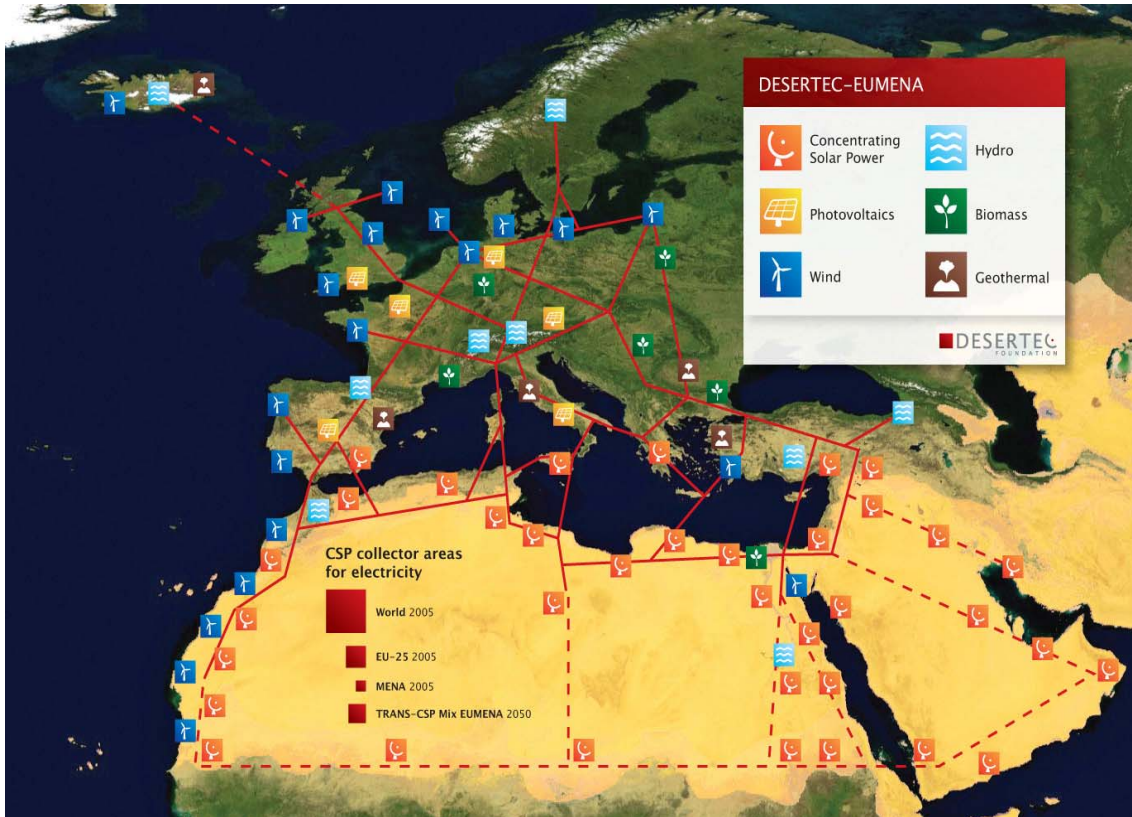 DESERTEC-EUMENA
Concentrating
Solar Power
Hydro
Photovoltaics
Biomass
Wind
Geothermal
DESERTEC
FOUNDATION
CSP collector areas
for electricity
World 2005
EU-25 2005
MENA 2005
TRANS-CSP Mix EUMENA 2050